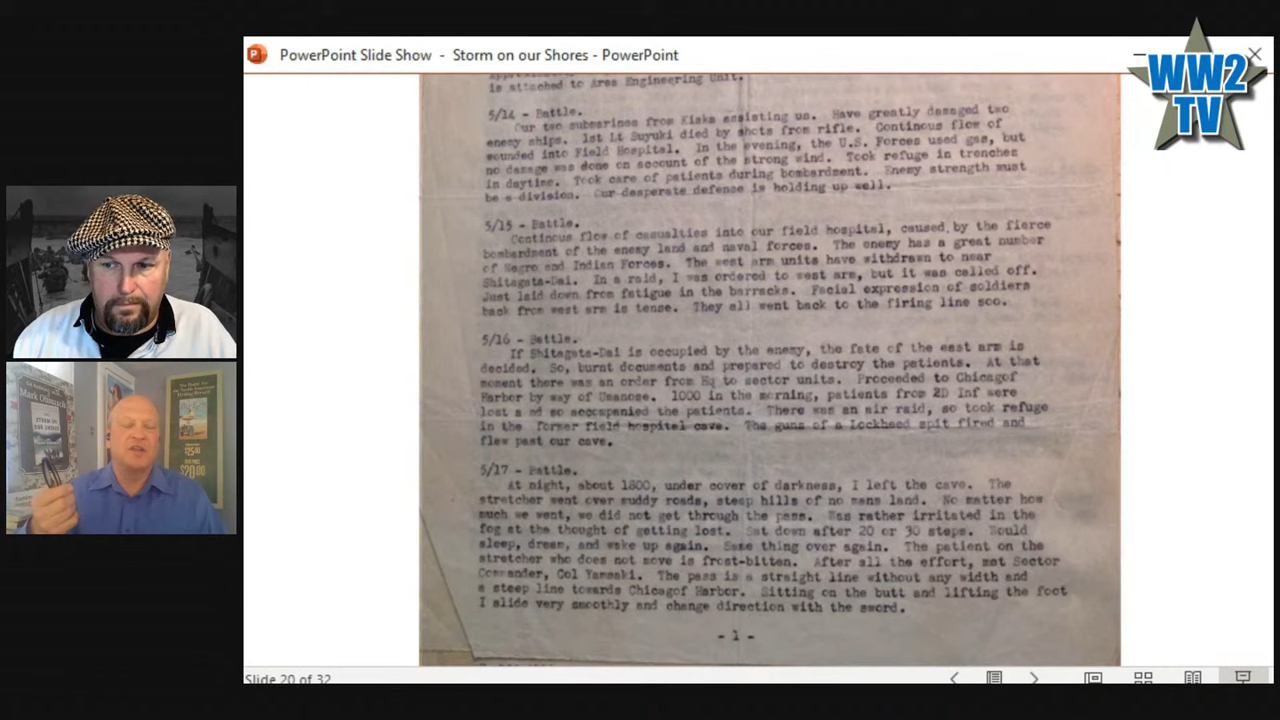 PowerPoint Slide Show - Storm on our Shores - PowerPoint
WW2
TV
is attached to Area Engineering Unit.
5/14 - Battle.
Our two submarines from Kiska assisting us. Have greatly damaged two
enemy ships. 1st Lt Suyuki died by shots from rifle. Continous flow of
wounded into Field Hospital. In the evening, the U.S. Forces used gas, but
no damage was done on account of the strong wind. Took refuge in trenches
in daytime. Took care of patients during bombardment. Enemy strength must
be a division. Our desperate defense is holding up well.
5/15 - Battle.
Continous flow of casualties into our field hospital, caused by the fierce
bombardment of the enemy land and naval forces. The enemy has a great number
of Negro and Indian Forces. The west arm units have withdrawn to near
Shitagata-Dai. In a raid, I was ordered to west arm, but it was called off.
Just laid down from fatigue in the barracks. Facial expression of soldiers
back from west arm is tense. They all went back to the firing line soo.
5/16 - Battle.
If Shitagata-Dai is occupied by the enemy, the fate of the east arm is
decided. So, burnt documents and prepared to destroy the patients. At that
moment there was an order from Hq to sector units. Proceeded to Chicagof
Harbor by way of Umanose. 1000 in the morning, patients from 2D Inf were
lost a nd so accompanied the patients. There was an air raid, so took refuge
in the former field hospital cave. The guns of a Lockheed spit fired and
flew past our cave.
5/17 - Battle.
At night, about 1800, under cover of darkness, I left the cave. The
stretcher went over muddy roads, steep hills of no mans land. No matter how
much we went, we did not get through the pass. Was rather irritated in the
fog at the thought of getting lost. Sat down after 20 or 30 steps. Would
sleep, dream, and wake up again. Same thing over again. The patient on the
stretcher who does not move is frost-bitten. After all the effort, met Sector
Commander, Col Yamsaki. The pass is a straight line without any width and
a steep line towards Chicagof Harbor. Sitting on the butt and lifting the foot
I slide very smoothly and change direction with the sword.
-1-
Mark Obmascik
STORM ON
OUR SHORES
$25.00
$20.00
Slide 20 of 32